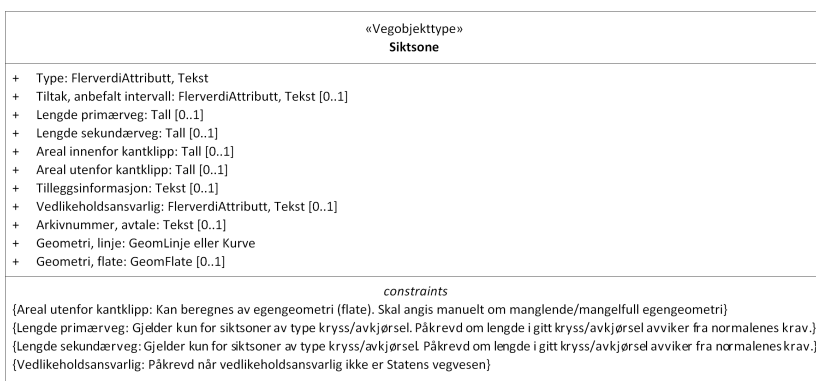 «Vegobjekttype»
Siktsone
+ Type: FlerverdiAttributt, Tekst
+ Tiltak, anbefalt intervall: FlerverdiAttributt, Tekst [0..1]
+ Lengde primærveg: Tall [0..1]
+ Lengde sekundærveg: Tall [0..1]
+ Areal innenfor kantklipp: Tall [0..1]
+ Areal utenfor kantklipp: Tall [0..1]
+ Tilleggsinformasjon: Tekst [0..1]
+ Vedlikeholdsansvarlig: FlerverdiAttributt, Tekst [0..1]
+ Arkivnummer, avtale: Tekst [0..1]
+ Geometri, linje: GeomLinje eller Kurve
+ Geometri, flate: GeomFlate [0..1]
constraints
{Areal utenfor kantklipp: Kan beregnes av egengeometri (flate). Skal angis manuelt om manglende/mangelfull egengeometri}
{Lengde primærveg: Gjelder kun for siktsoner av type kryss/avkjørsel. Påkrevd om lengde i gitt kryss/avkjørsel avviker fra normalenes krav.}
{Lengde sekundærveg: Gjelder kun for siktsoner av type kryss/avkjørsel. Påkrevd om lengde i gitt kryss/avkjørsel avviker fra normalenes krav.}
{Vedlikeholdsansvarlig: Påkrevd når vedlikeholdsansvarlig ikke er Statens vegvesen}